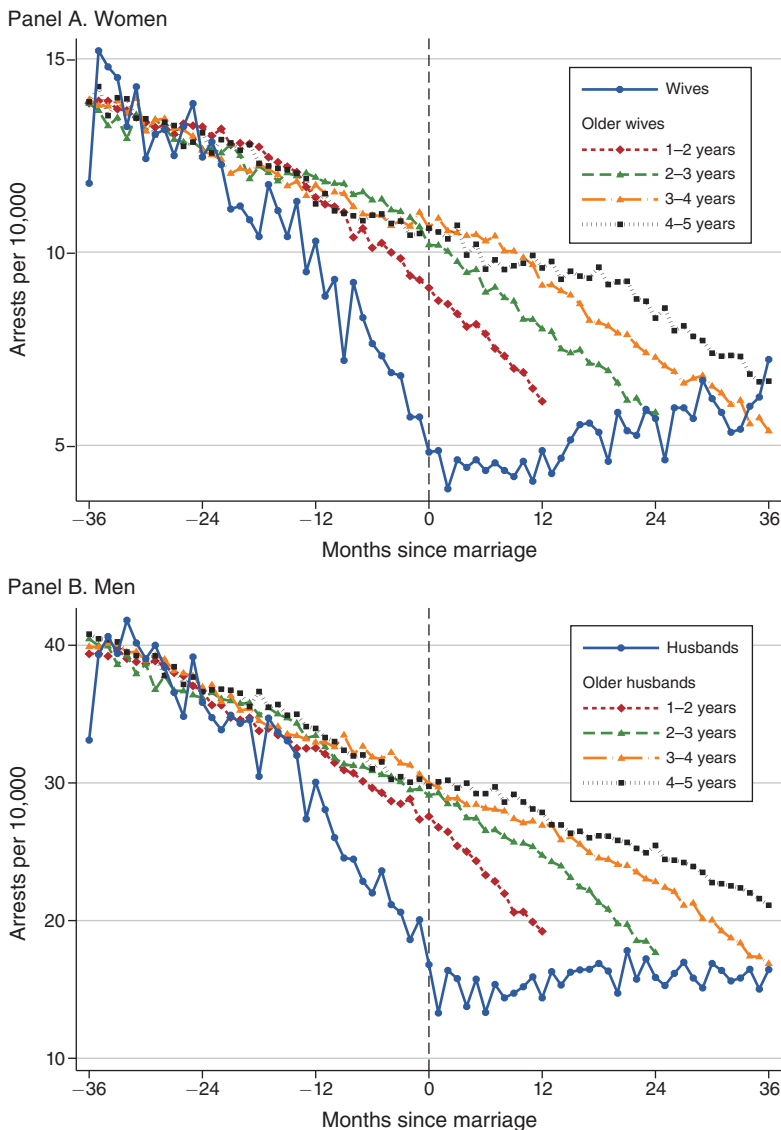 Panel A. Women
15
10
5
Arrests per 10,000
Wives
Older wives
1–2 years
2–3 years
3–4 years
4–5 years
−36 −24 −12 0 12 24 36
Months since marriage
Panel B. Men
40
30
20
10
Arrests per 10,000
Husbands
Older husbands
1–2 years
2–3 years
3–4 years
4–5 years
−36 −24 −12 0 12 24 36
Months since marriage